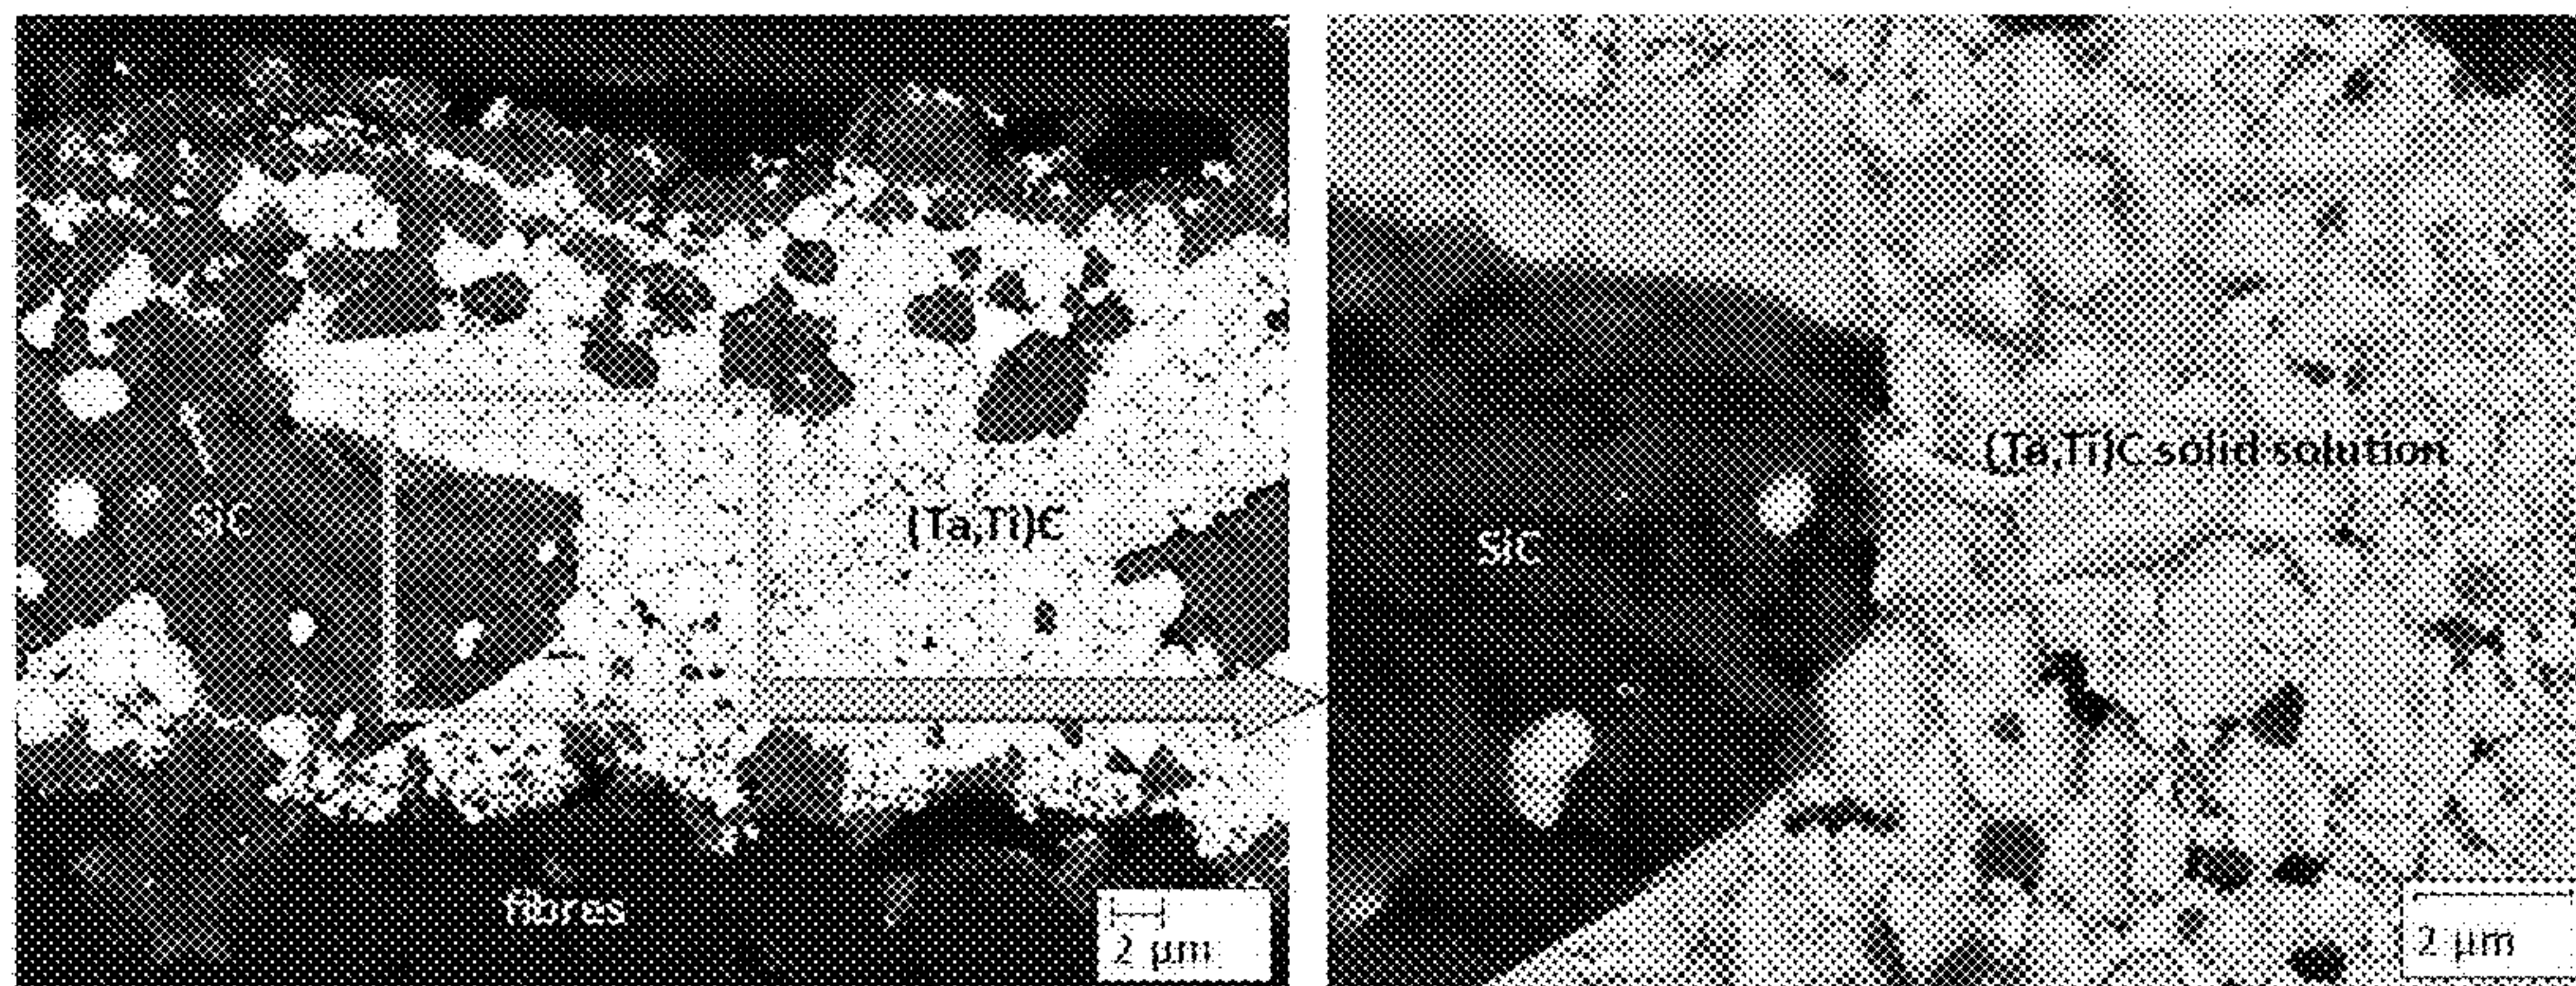 SiC
(Ta,Ti)C
fibres
2 µm
SiC
(Ta,Ti)C solid solution
2 µm